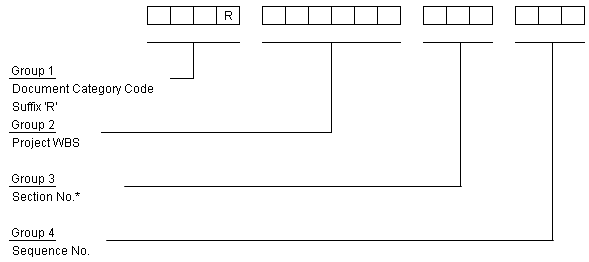 R
Group 1
Document Category Code
Suffix 'R'
Group 2
Project WBS
Group 3
Section No.*
Group 4
Sequence No.